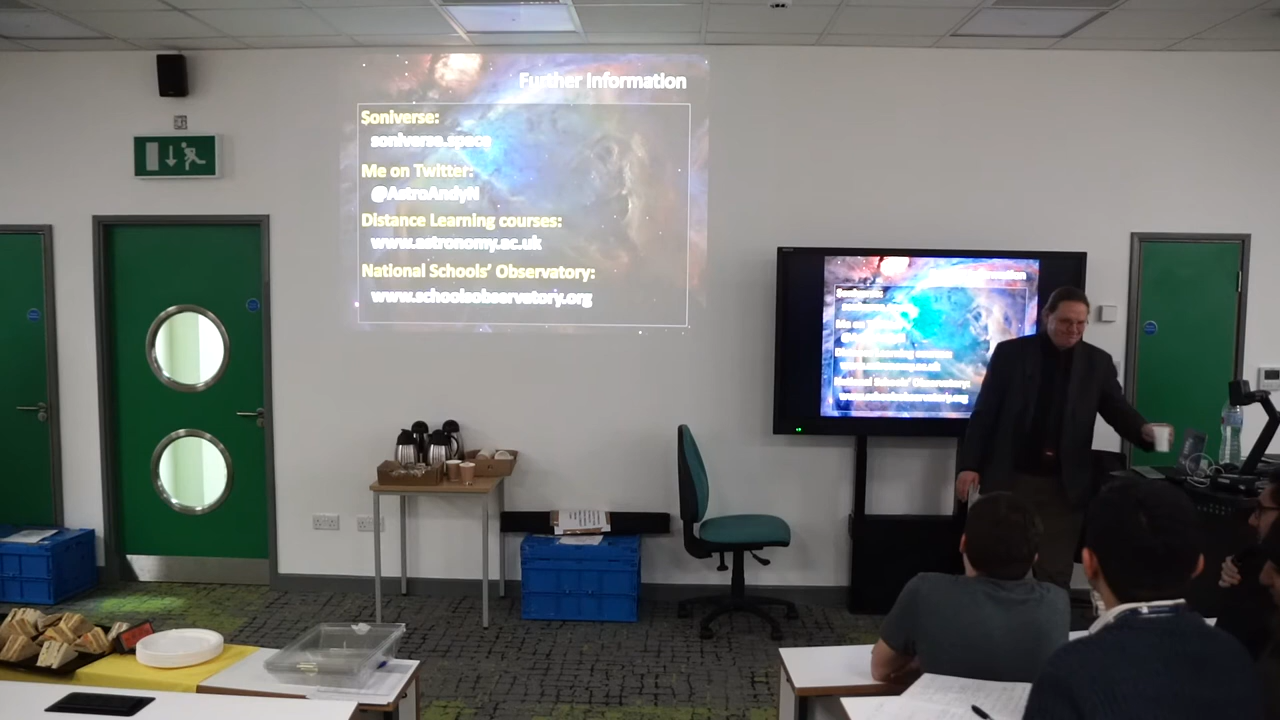 Further Information
Soniverse:
soniverse.space
Me on Twitter:
@AstroAndyN
Distance Learning courses:
www.astronomy.ac.uk
National Schools' Observatory:
www.schoolsobservatory.org